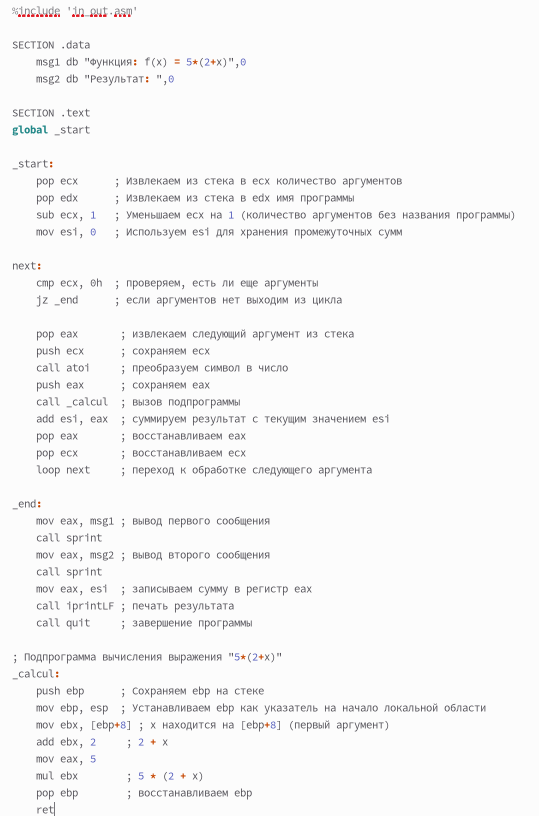 %include 'in_out.asm'
SECTION .data
msg1 db "Функция: f(x) = 5*(2+x)",0
msg2 db "Результат: ",0
SECTION .text
global _start
_start:
pop ecx ; Извлекаем из стека в ecx количество аргументов
pop edx ; Извлекаем из стека в edx имя программы
sub ecx, 1 ; Уменьшаем ecx на 1 (количество аргументов без названия программы)
mov esi, 0 ; Используем esi для хранения промежуточных сумм
next:
cmp ecx, 0h ; проверяем, есть ли еще аргументы
jz _end ; если аргументов нет выходим из цикла
pop eax ; извлекаем следующий аргумент из стека
push ecx ; сохраняем ecx
call atoi ; преобразуем символ в число
push eax ; сохраняем eax
call _calcul ; вызов подпрограммы
add esi, eax ; суммируем результат с текущим значением esi
pop eax ; восстанавливаем eax
pop ecx ; восстанавливаем ecx
loop next ; переход к обработке следующего аргумента
_end:
mov eax, msg1 ; вывод первого сообщения
call sprint
mov eax, msg2 ; вывод второго сообщения
call sprint
mov eax, esi ; записываем сумму в регистр eax
call iprintLF ; печать результата
call quit ; завершение программы
; Подпрограмма вычисления выражения "5*(2+x)"
_calcul:
push ebp ; Сохраняем ebp на стеке
mov ebp, esp ; Устанавливаем ebp как указатель на начало локальной области
mov ebx, [ebp+8] ; x находится на [ebp+8] (первый аргумент)
add ebx, 2 ; 2 + x
mov eax, 5
mul ebx ; 5 * (2 + x)
pop ebp ; восстанавливаем ebp
ret